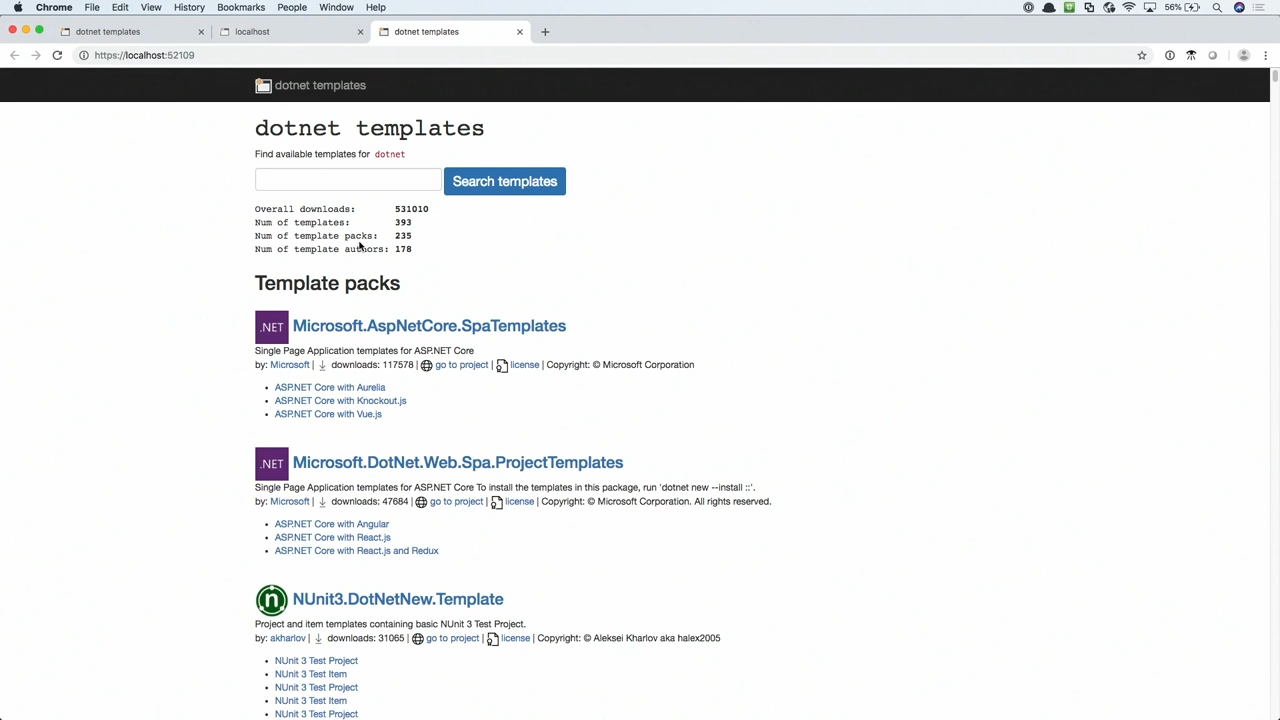 Chrome File Edit View History Bookmarks People Window Help 56%
dotnet templates localhost dotnet templates
https://localhost:52109
dotnet templates
dotnet templates
Find available templates for dotnet
Search templates
Overall downloads: 531010
Num of templates: 393
Num of template packs: 235
Num of template authors: 178
Template packs
.NET Microsoft.AspNetCore.SpaTemplates
Single Page Application templates for ASP.NET Core
by: Microsoft | downloads: 117578 | go to project | license | Copyright: © Microsoft Corporation
ASP.NET Core with Aurelia
ASP.NET Core with Knockout.js
ASP.NET Core with Vue.js
.NET Microsoft.DotNet.Web.Spa.ProjectTemplates
Single Page Application templates for ASP.NET Core To install the templates in this package, run 'dotnet new --install ::'.
by: Microsoft | downloads: 47684 | go to project | license | Copyright: © Microsoft Corporation. All rights reserved.
ASP.NET Core with Angular
ASP.NET Core with React.js
ASP.NET Core with React.js and Redux
n NUnit3.DotNetNew.Template
Project and item templates containing basic NUnit 3 Test Project.
by: akharlov | downloads: 31065 | go to project | license | Copyright: © Aleksei Kharlov aka halex2005
NUnit 3 Test Project
NUnit 3 Test Item
NUnit 3 Test Project
NUnit 3 Test Item
NUnit 3 Test Project